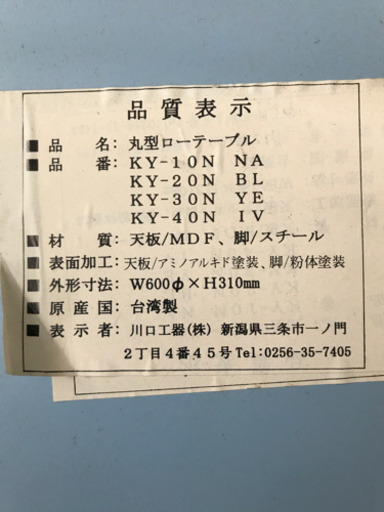 品質表示
■品　　名：丸型ローテーブル
■品　　番：KY-10N NA
KY-20N BL
KY-30N YE
KY-40N IV
■材　　質：天板/MDF、脚/スチール
■表面加工：天板/アミノアルキド塗装、脚/粉体塗装
■外形寸法：W600φ×H310mm
■原 産 国：台湾製
■表 示 者：川口工器(株) 新潟県三条市一ノ門
2丁目4番45号 Tel:0256-35-7405